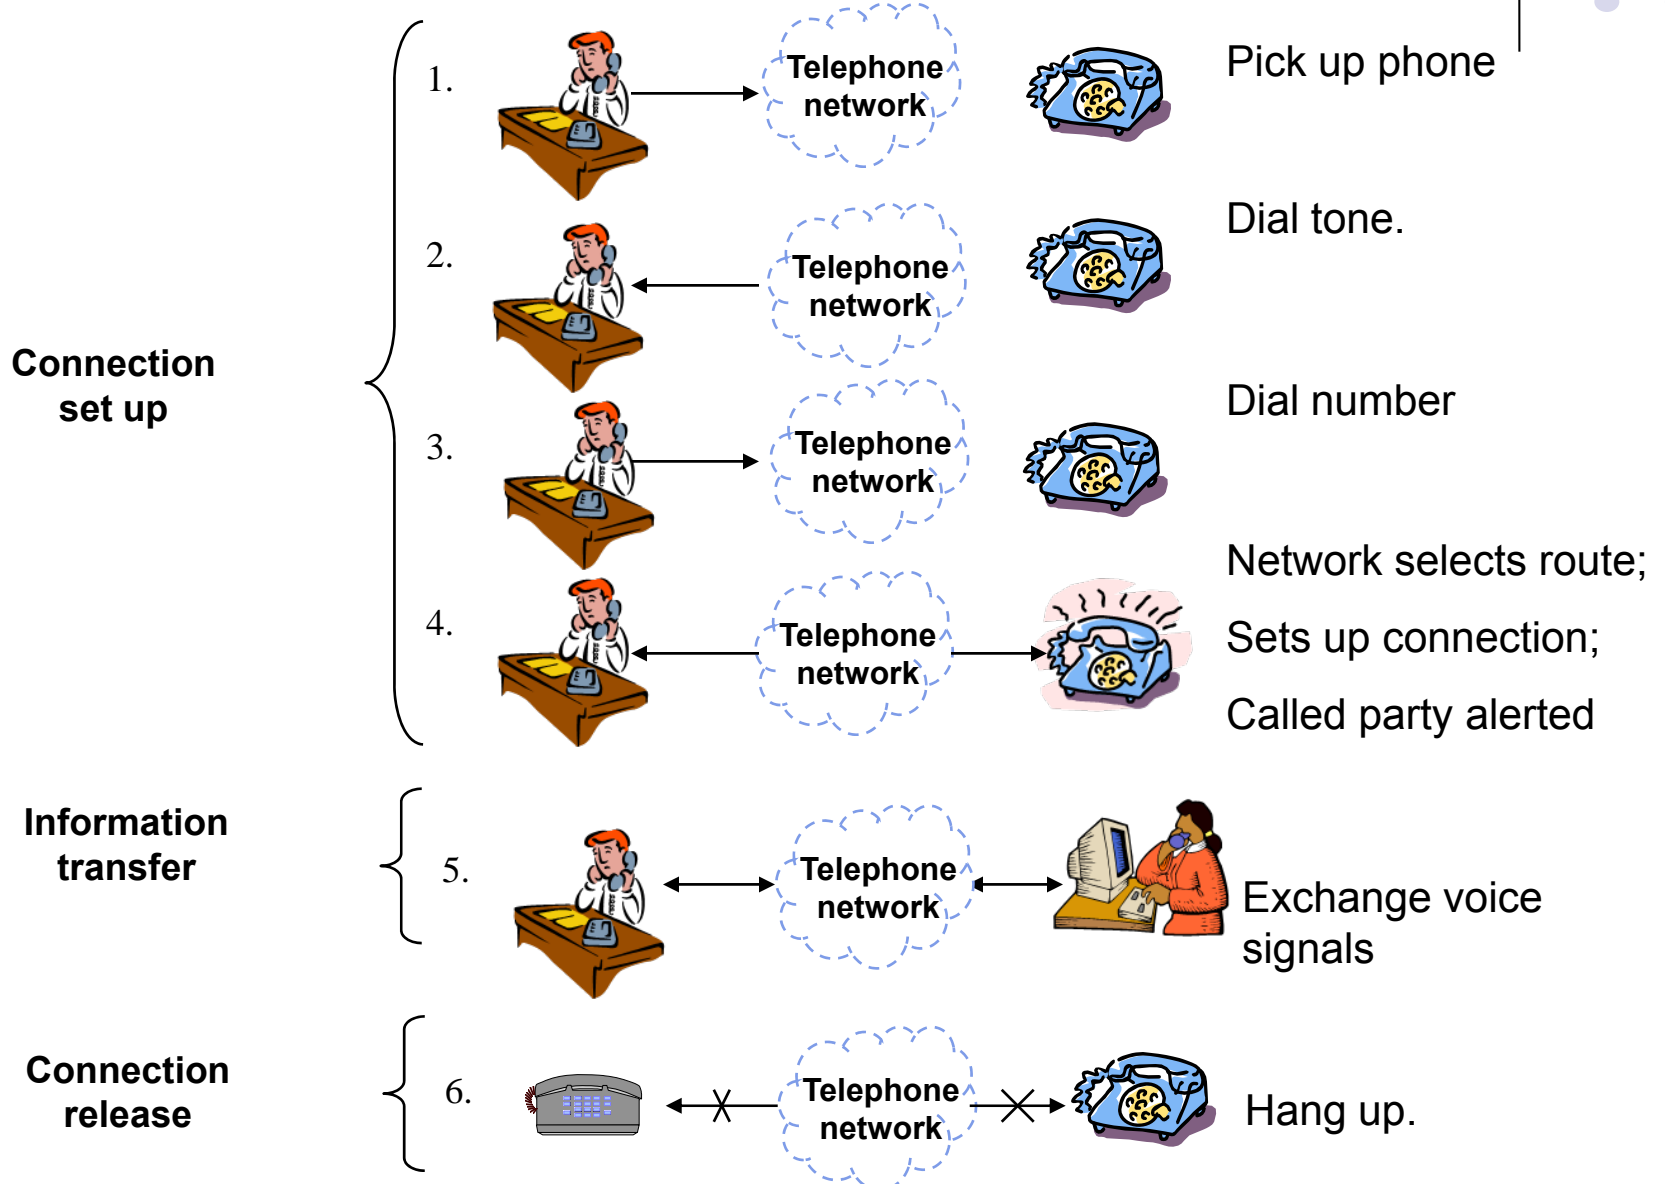 1.
Telephone
network
Pick up phone
2.
Telephone
network
Dial tone.
Connection
set up
3.
Telephone
network
Dial number
4.
Telephone
network
Network selects route;
Sets up connection;
Called party alerted
Information
transfer
5.
Telephone
network
Exchange voice
signals
Connection
release
6.
Telephone
network
Hang up.